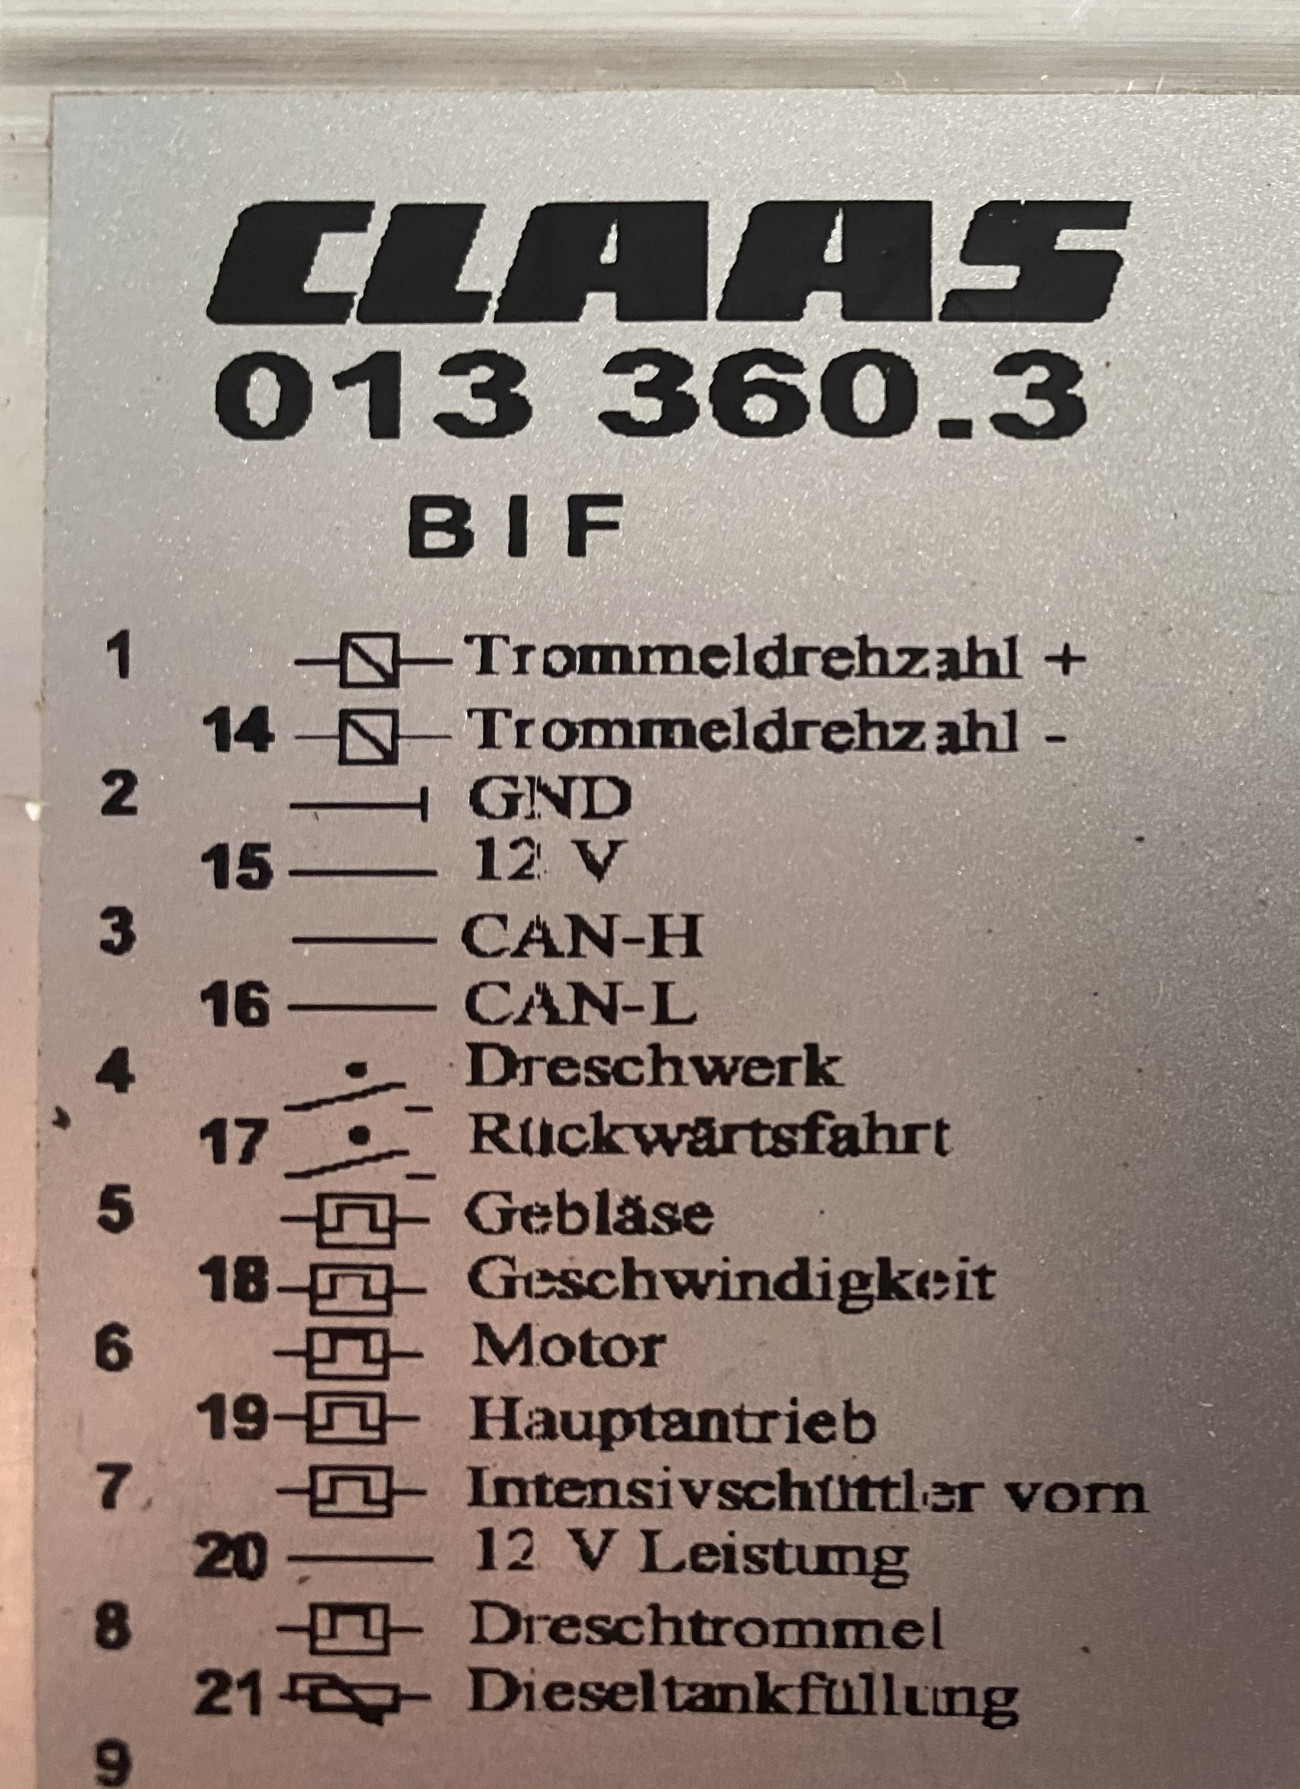 CLAAS
013 360.3
BIF
1 Trommeldrehzahl +
14 Trommeldrehzahl -
2 GND
15 12 V
3 CAN-H
16 CAN-L
4 Dreschwerk
17 Rückwärtsfahrt
5 Gebläse
18 Geschwindigkeit
6 Motor
19 Hauptantrieb
7 Intensivschüttler vorn
20 12 V Leistung
8 Dreschtrommel
21 Dieseltankfüllung
9